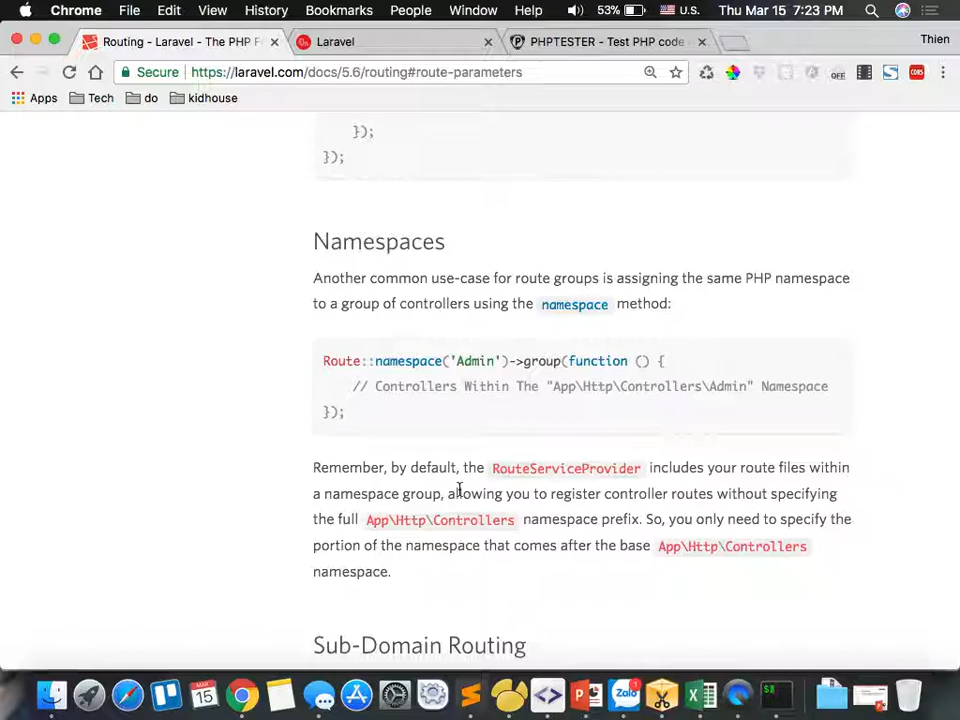 Chrome File Edit View History Bookmarks People Window Help 53% U.S. Thu Mar 15 7:23 PM
Routing - Laravel - The PHP F Laravel PHPTESTER - Test PHP code Thien
Secure https://laravel.com/docs/5.6/routing#route-parameters OFF CORS
Apps Tech do kidhouse
});
});
Namespaces
Another common use-case for route groups is assigning the same PHP namespace
to a group of controllers using the namespace method:
Route::namespace('Admin')->group(function () {
// Controllers Within The "App\Http\Controllers\Admin" Namespace
});
Remember, by default, the RouteServiceProvider includes your route files within
a namespace group, allowing you to register controller routes without specifying
the full App\Http\Controllers namespace prefix. So, you only need to specify the
portion of the namespace that comes after the base App\Http\Controllers
namespace.
Sub-Domain Routing
MAR 15 Zalo 1